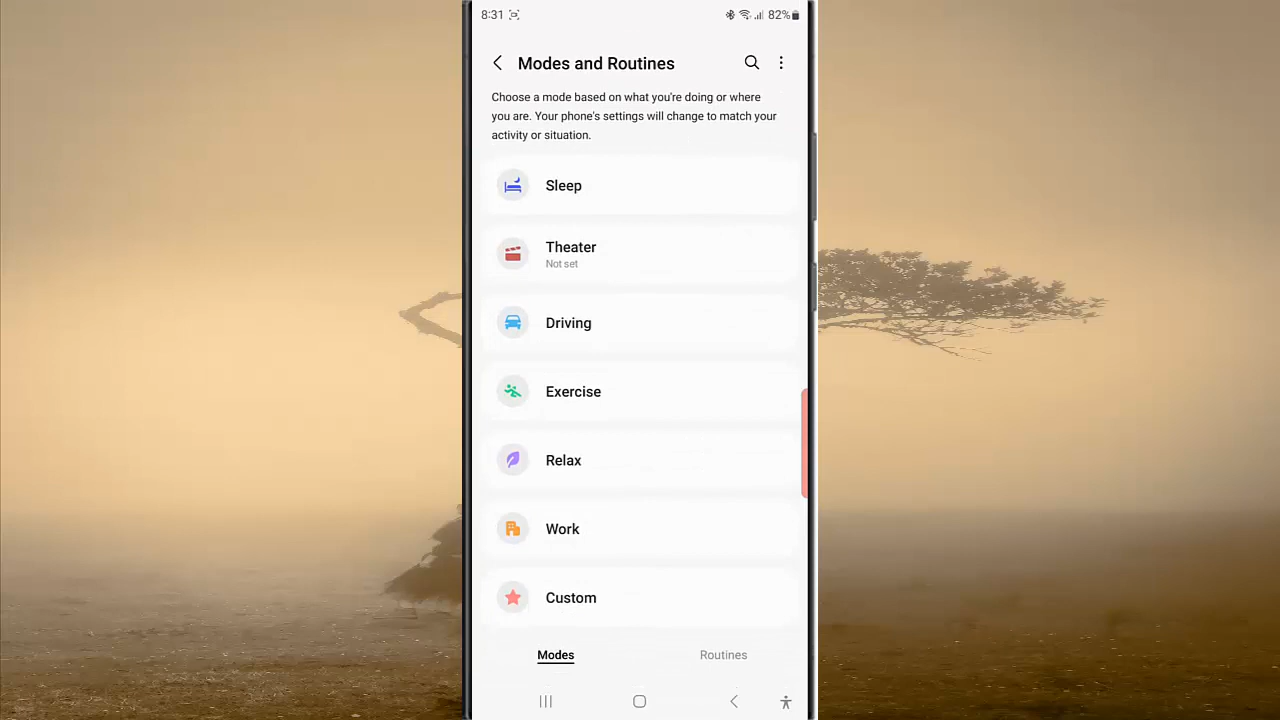 8:31
82%
Modes and Routines
Choose a mode based on what you're doing or where
you are. Your phone's settings will change to match your
activity or situation.
Sleep
Theater
Not set
Driving
Exercise
Relax
Work
Custom
Modes
Routines